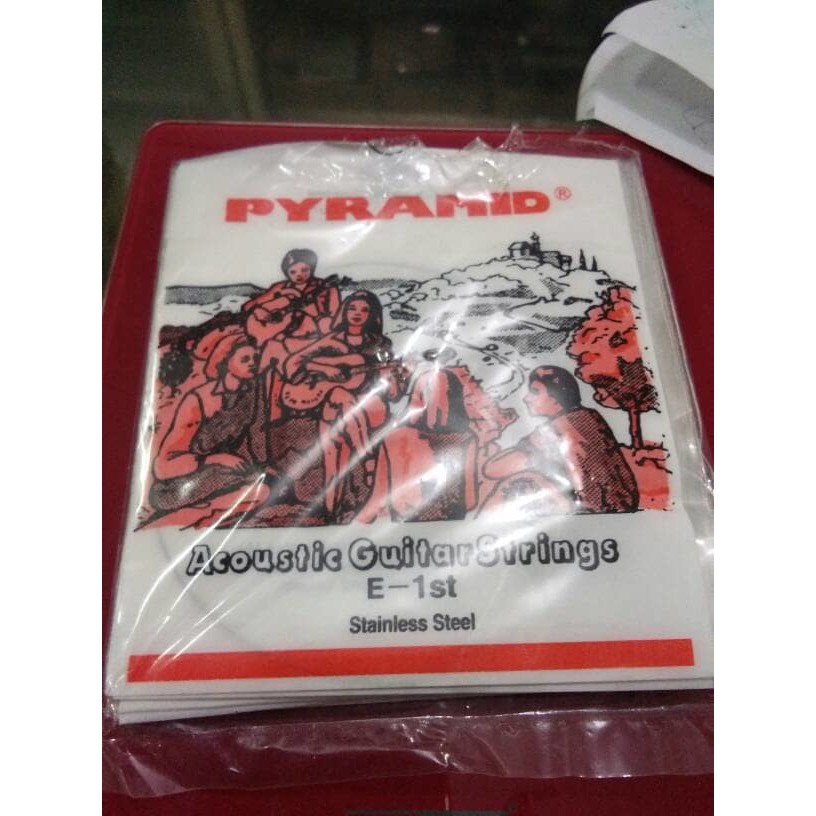 PYRAMID®
Acoustic Guitar Strings
E-1st
Stainless Steel